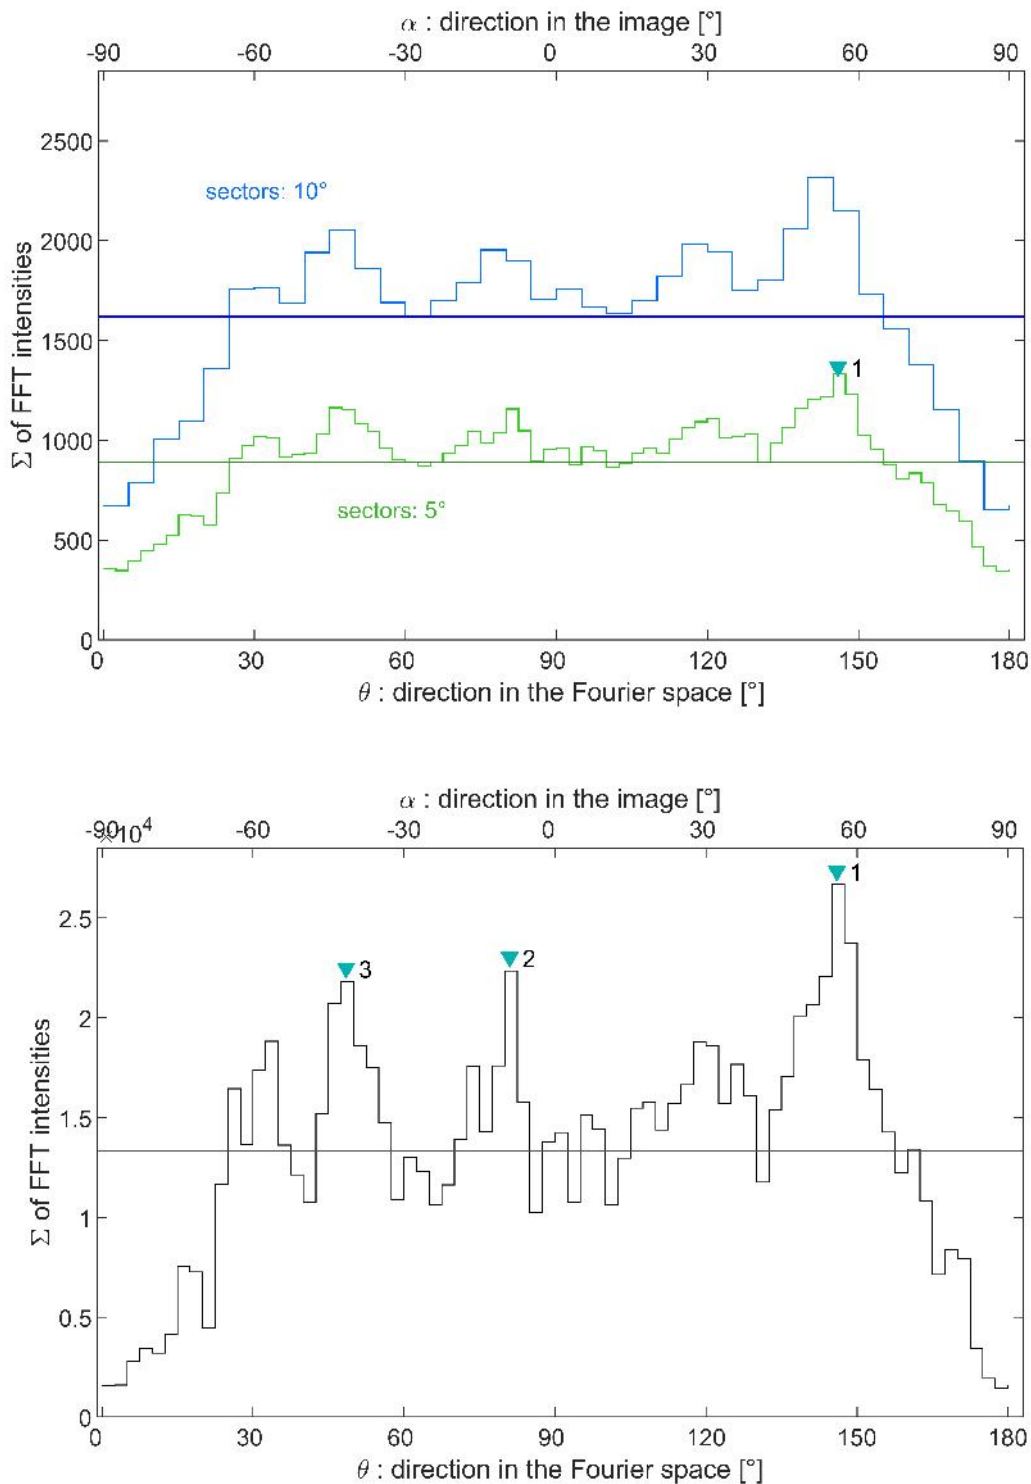 α : direction in the image [°]
-90 -60 -30 0 30 60 90
2500
sectors: 10°
2000
1500
1
1000
sectors: 5°
500
0
Σ of FFT intensities
0 30 60 90 120 150 180
θ : direction in the Fourier space [°]
α : direction in the image [°]
-90 -60 -30 0 30 60 90
×10⁴
1
2.5
2
3
2
1.5
1
0.5
0
Σ of FFT intensities
0 30 60 90 120 150 180
θ : direction in the Fourier space [°]